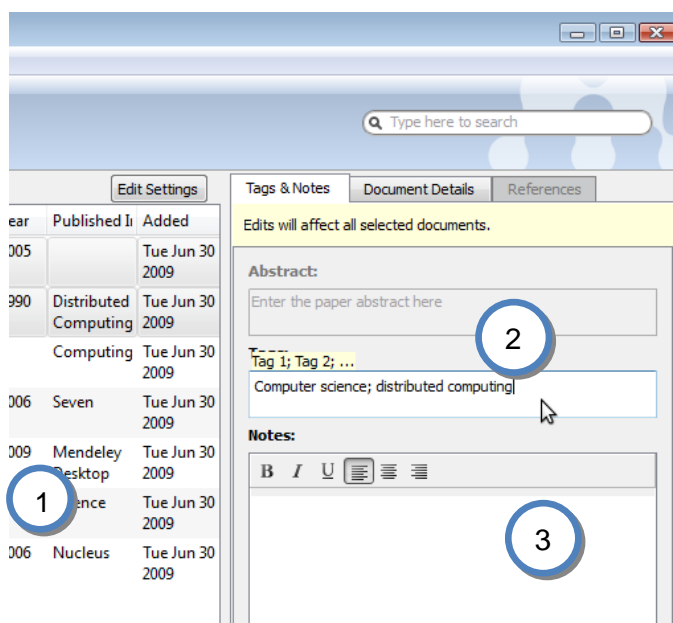 Type here to search
Edit Settings
Tags & Notes
Document Details
References
ear
Published I
Added
Edits will affect all selected documents.
005
Tue Jun 30
2009
Abstract:
Enter the paper abstract here
990
Distributed
Computing
Tue Jun 30
2009
2
Computing
Tue Jun 30
2009
Tag 1; Tag 2; ...
Computer science; distributed computing
006
Seven
Tue Jun 30
2009
Notes:
009
Mendeley
Desktop
Tue Jun 30
2009
B I U
1
ence
Tue Jun 30
2009
3
006
Nucleus
Tue Jun 30
2009